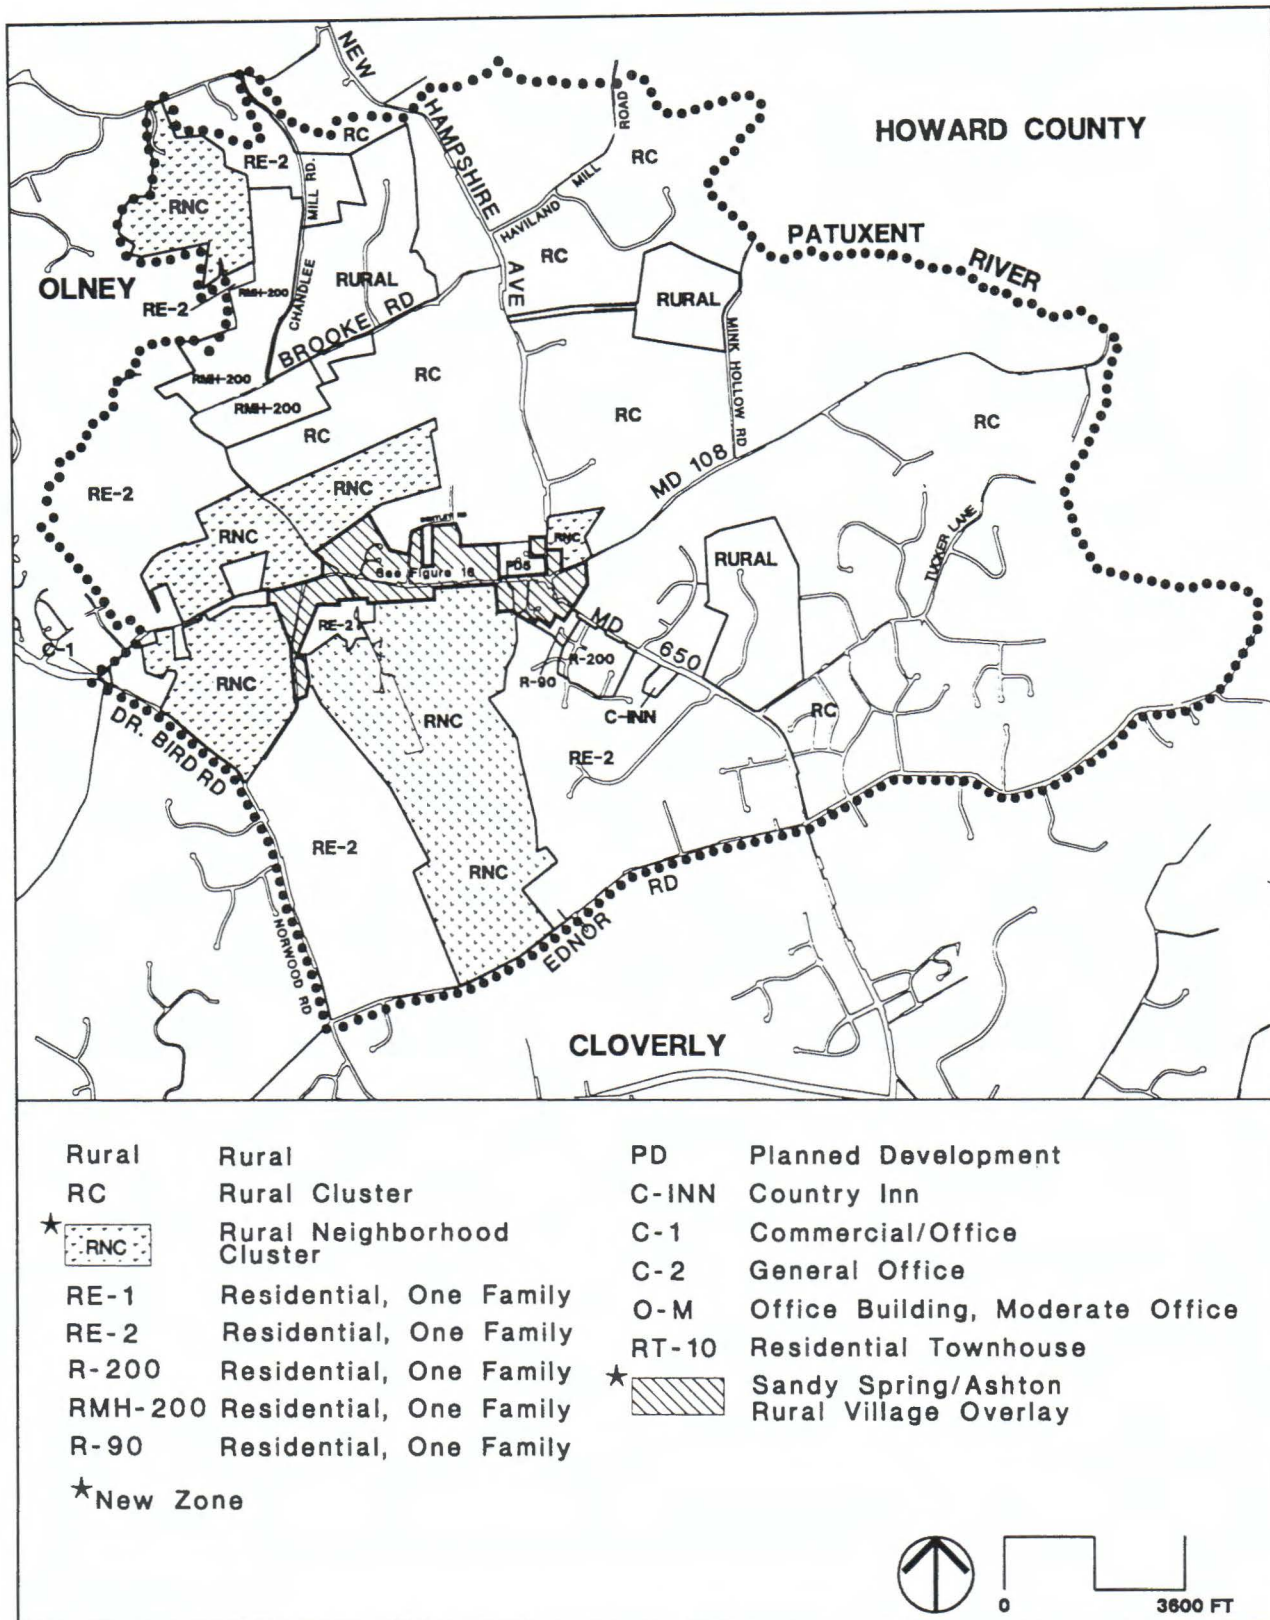 NEW
HAMPSHIRE
AVE
ROAD
HOWARD COUNTY
RC
RE-2
MILL RD.
RC
MILL
HAVILAND
RNC
PATUXENT
RIVER
RC
OLNEY
RE-2
RMH-200
CHANDLEE
RURAL
RURAL
BROOKE RD
MINK HOLLOW RD
RMH-200
RC
RMH-200
RC
RC
RC
MD 108
RE-2
RNC
RNC
RNC
TUCKER LANE
RURAL
See Figure 16
PD5
MD
650
RE-2
R-200
C-1
RNC
R-90
C-INN
RNC
RC
DR. BIRD RD
RE-2
RE-2
RNC
RD
EDNOR
NORWOOD RD
CLOVERLY
Rural Rural
RC Rural Cluster
★ RNC Rural Neighborhood
Cluster
RE-1 Residential, One Family
RE-2 Residential, One Family
R-200 Residential, One Family
RMH-200 Residential, One Family
R-90 Residential, One Family
★New Zone
PD Planned Development
C-INN Country Inn
C-1 Commercial/Office
C-2 General Office
O-M Office Building, Moderate Office
RT-10 Residential Townhouse
★ Sandy Spring/Ashton
Rural Village Overlay
0 3600 FT